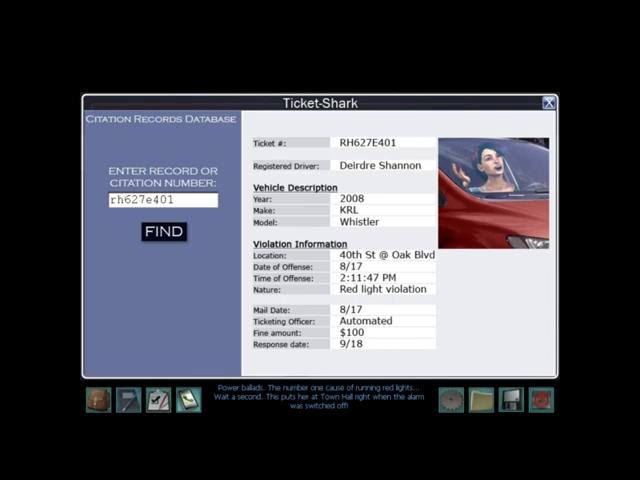 Ticket-Shark
Citation Records Database
ENTER RECORD OR
CITATION NUMBER:
rh627e401
FIND
Ticket #: RH627E401
Registered Driver: Deirdre Shannon
Vehicle Description
Year: 2008
Make: KRL
Model: Whistler
Violation Information
Location: 40th St @ Oak Blvd
Date of Offense: 8/17
Time of Offense: 2:11:47 PM
Nature: Red light violation
Mail Date: 8/17
Ticketing Officer: Automated
Fine amount: $100
Response date: 9/18
Power ballads. The number one cause of running red lights...
Wait a second. This puts her at Town Hall right when the alarm
was switched off!